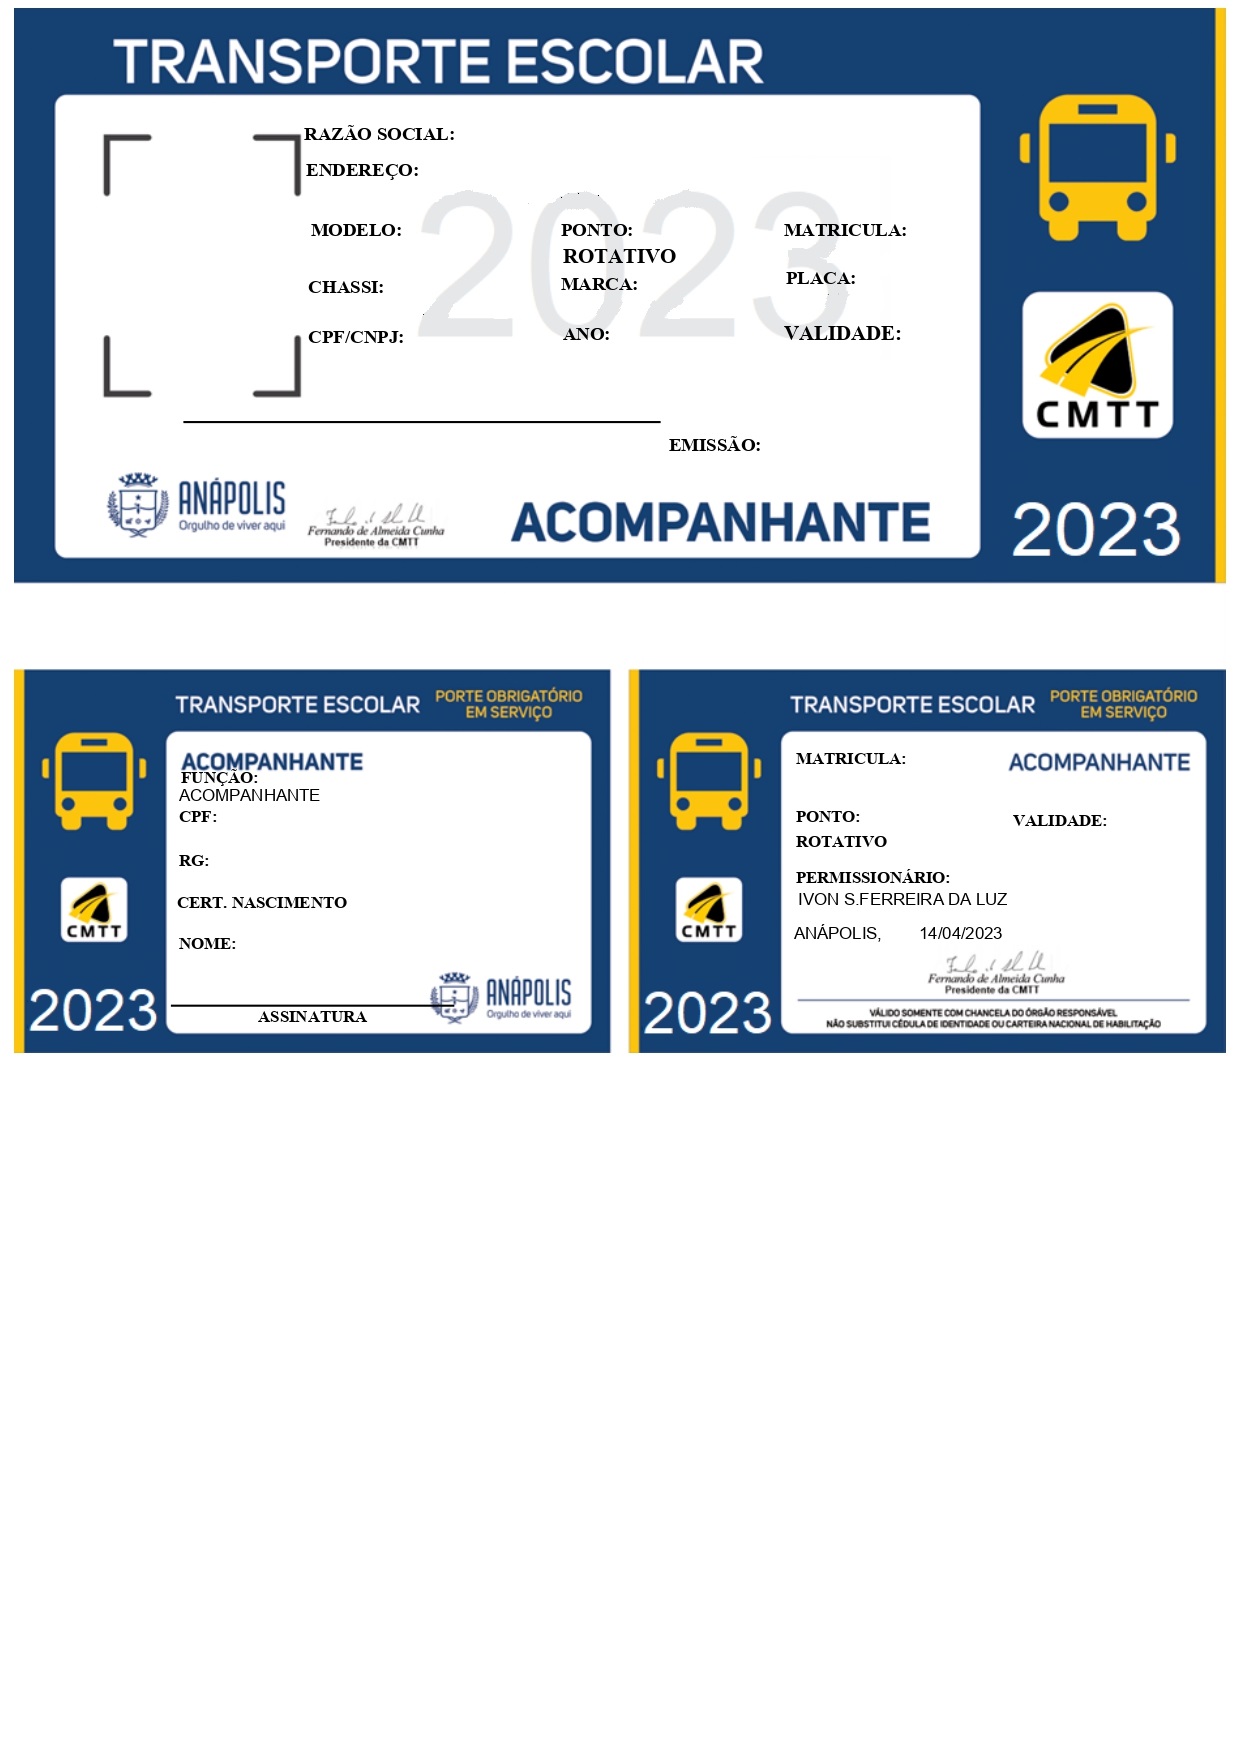 TRANSPORTE ESCOLAR
RAZÃO SOCIAL:
ENDEREÇO:
2023
MODELO: PONTO: MATRICULA:
ROTATIVO
CHASSI: MARCA: PLACA:
CPF/CNPJ: ANO: VALIDADE:
CMTT
EMISSÃO:
ANÁPOLIS
Orgulho de viver aqui
Fernando de Almeida Cunha
Presidente da CMTT
ACOMPANHANTE
2023
TRANSPORTE ESCOLAR PORTE OBRIGATÓRIO
EM SERVIÇO
ACOMPANHANTE
FUNÇÃO:
ACOMPANHANTE
CPF:
RG:
CERT. NASCIMENTO
NOME:
CMTT
2023
ANÁPOLIS
Orgulho de viver aqui
ASSINATURA
TRANSPORTE ESCOLAR PORTE OBRIGATÓRIO
EM SERVIÇO
MATRICULA: ACOMPANHANTE
PONTO: VALIDADE:
ROTATIVO
PERMISSIONÁRIO:
IVON S.FERREIRA DA LUZ
ANÁPOLIS, 14/04/2023
CMTT
Fernando de Almeida Cunha
Presidente da CMTT
2023
VÁLIDO SOMENTE COM CHANCELA DO ÓRGÃO RESPONSÁVEL
NÃO SUBSTITUI CÉDULA DE IDENTIDADE OU CARTEIRA NACIONAL DE HABILITAÇÃO